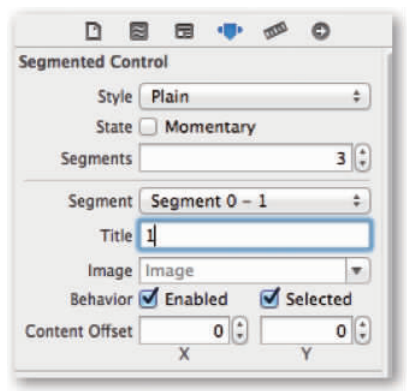 Segmented Control
Style Plain
State Momentary
Segments 3
Segment Segment 0 – 1
Title 1
Image Image
Behavior Enabled Selected
Content Offset 0 0
X Y